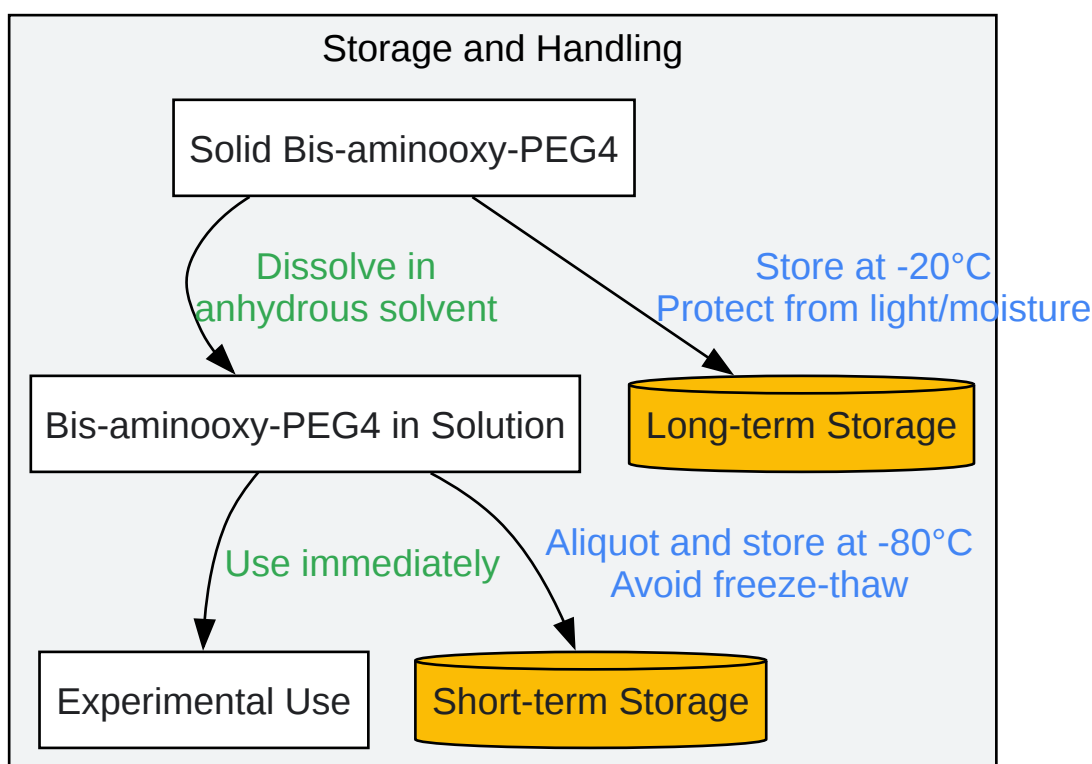 Storage and Handling
Solid Bis-aminooxy-PEG4
Dissolve in
anhydrous solvent
Store at -20°C
Protect from light/moisture
Bis-aminooxy-PEG4 in Solution
Long-term Storage
Use immediately
Aliquot and store at -80°C
Avoid freeze-thaw
Experimental Use
Short-term Storage